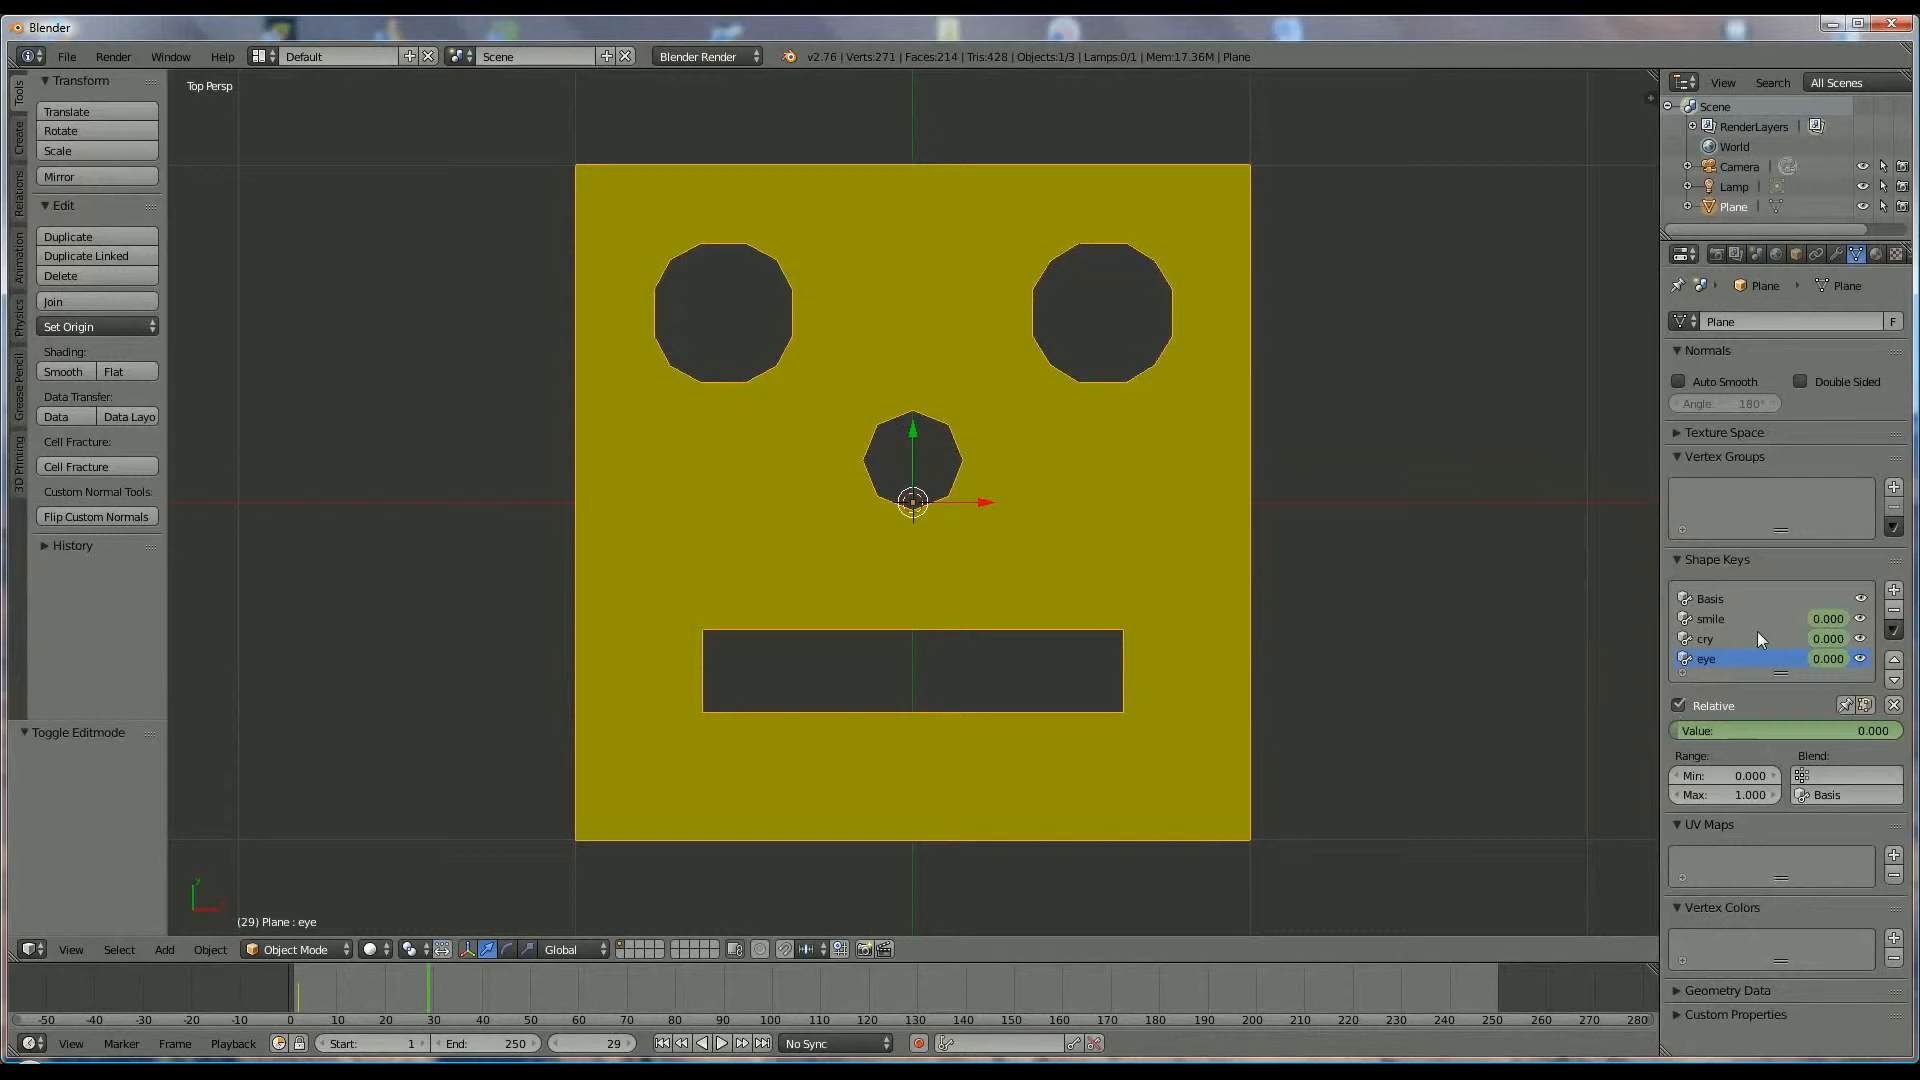 Blender
File Render Window Help Default Scene Blender Render v2.76 | Verts:271 | Faces:214 | Tris:428 | Objects:1/3 | Lamps:0/1 | Mem:17.36M | Plane
Tools
Create
Relations
Animation
Physics
Grease Pencil
3D Printing
Transform
Translate
Rotate
Scale
Mirror
Edit
Duplicate
Duplicate Linked
Delete
Join
Set Origin
Shading:
Smooth Flat
Data Transfer:
Data Data Layo
Cell Fracture:
Cell Fracture
Custom Normal Tools:
Flip Custom Normals
History
Toggle Editmode
Top Persp
y
(29) Plane : eye
View Select Add Object Object Mode Global
-50 -40 -30 -20 -10 0 10 20 30 40 50 60 70 80 90 100 110 120 130 140 150 160 170 180 190 200 210 220 230 240 250 260 270 280
View Marker Frame Playback Start: 1 End: 250 29 No Sync
View Search All Scenes
Scene
RenderLayers
World
Camera
Lamp
Plane
Plane Plane
Plane F
Normals
Auto Smooth Double Sided
Angle: 180°
Texture Space
Vertex Groups
Shape Keys
Basis
smile 0.000
cry 0.000
eye 0.000
Relative
Value: 0.000
Range: Blend:
Min: 0.000
Max: 1.000 Basis
UV Maps
Vertex Colors
Geometry Data
Custom Properties